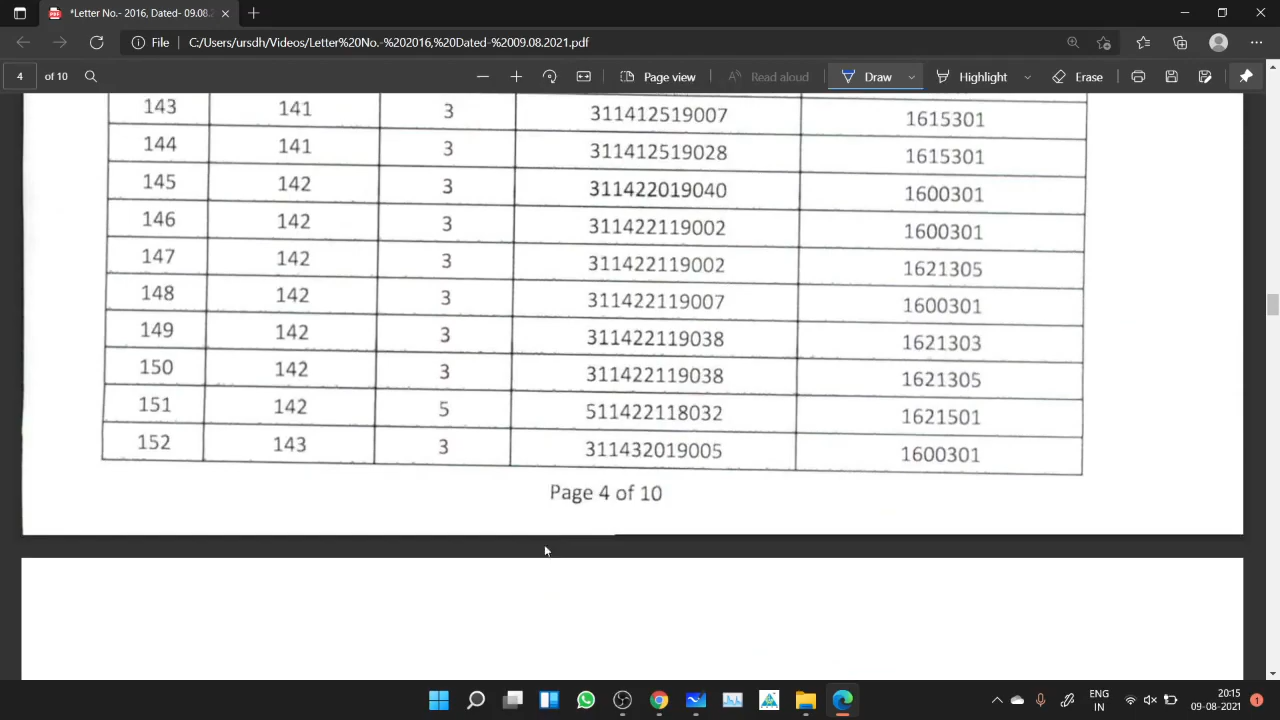 *Letter No.- 2016, Dated- 09.08.2
File C:/Users/ursdh/Videos/Letter%20No.-%202016,%20Dated-%2009.08.2021.pdf
4 of 10 Page view Read aloud Draw Highlight Erase
143 141 3 311412519007 1615301
144 141 3 311412519028 1615301
145 142 3 311422019040 1600301
146 142 3 311422119002 1600301
147 142 3 311422119002 1621305
148 142 3 311422119007 1600301
149 142 3 311422119038 1621303
150 142 3 311422119038 1621305
151 142 5 511422118032 1621501
152 143 3 311432019005 1600301
Page 4 of 10
ENG 20:15
IN 09-08-2021 1